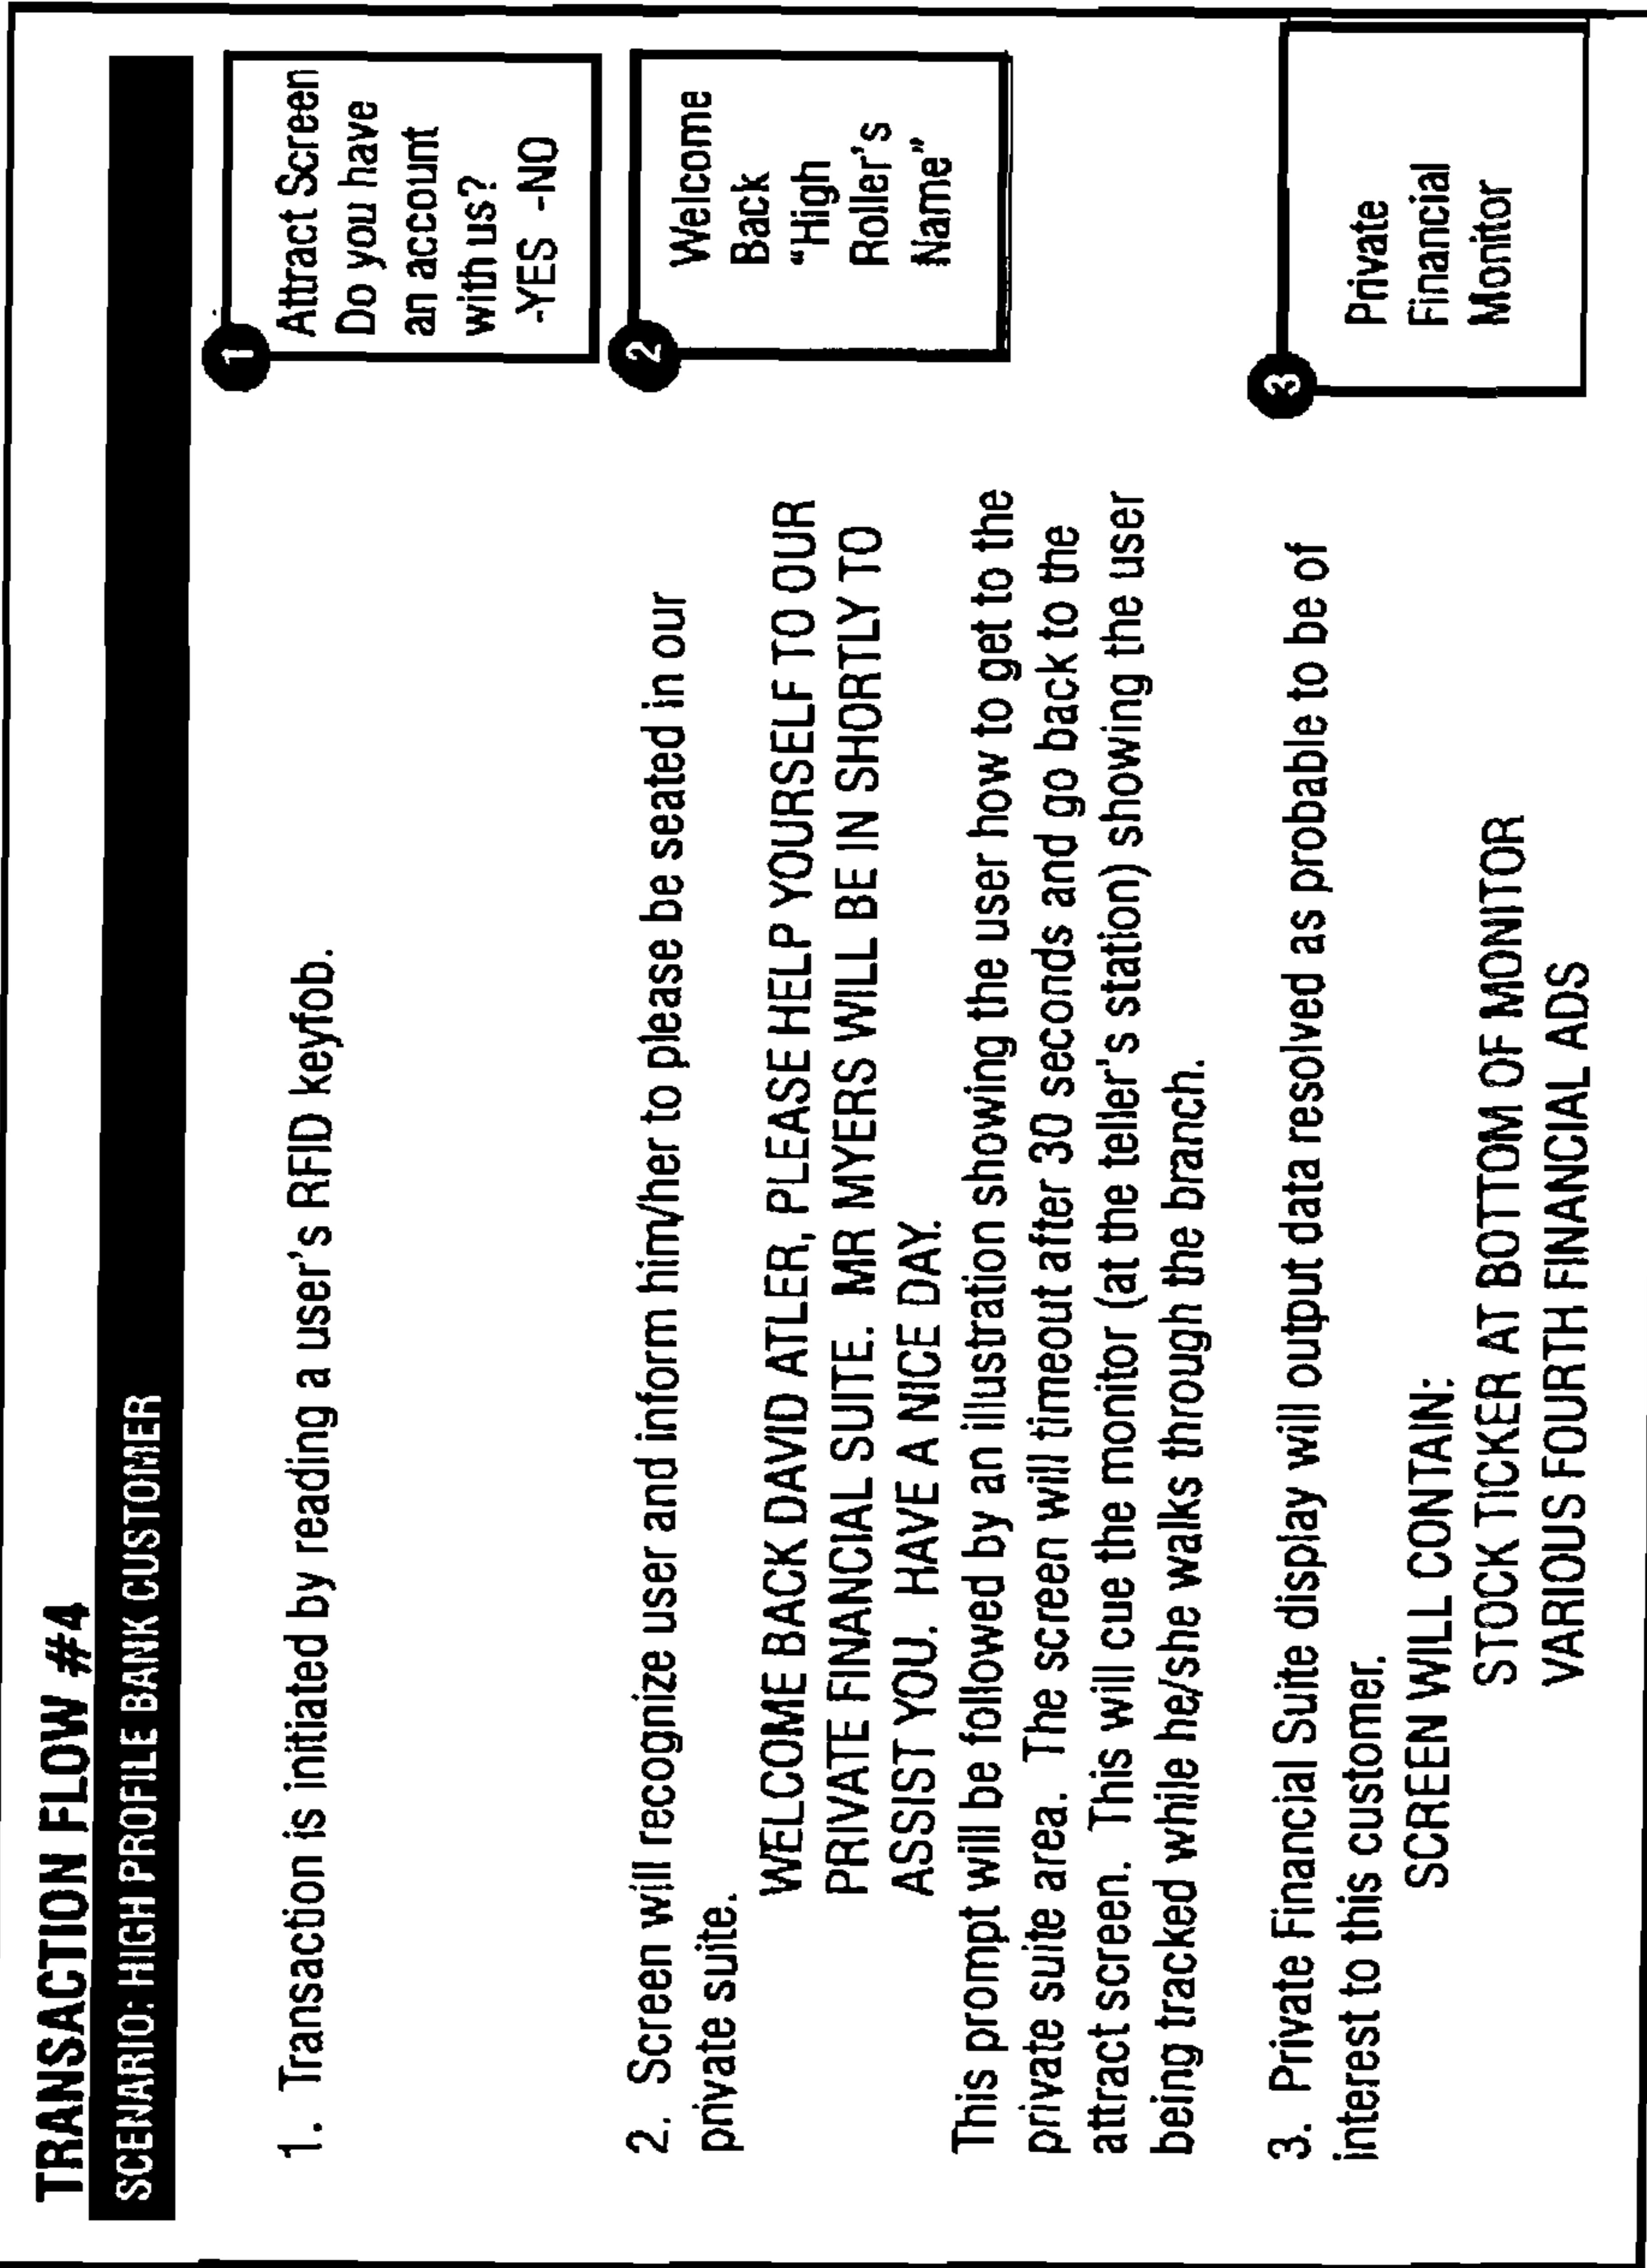 TRANSACTION FLOW #4
SCENARIO: HIGH PROFILE BANK CUSTOMER
1. Transaction is initiated by reading a user's RFID keyfob.
1
Attract Screen
Do you have
an account
with us?
-YES -NO
2. Screen will recognize user and inform him/her to please be seated in our
private suite.
WELCOME BACK DAVID ATLER, PLEASE HELP YOURSELF TO OUR
PRIVATE FINANCIAL SUITE. MR MYERS WILL BE IN SHORTLY TO
ASSIST YOU. HAVE A NICE DAY.
This prompt will be followed by an illustration showing the user how to get to the
private suite area. The screen will timeout after 30 seconds and go back to the
attract screen. This will cue the monitor (at the teller's station) showing the user
being tracked while he/she walks through the branch.
2
Welcome
Back
“High
Roller's
Name”
3. Private Financial Suite display will output data resolved as probable to be of
interest to this customer.
SCREEN WILL CONTAIN:
STOCK TICKER AT BOTTOM OF MONITOR
VARIOUS FOURTH FINANCIAL ADS
3
Private
Financial
Monitor